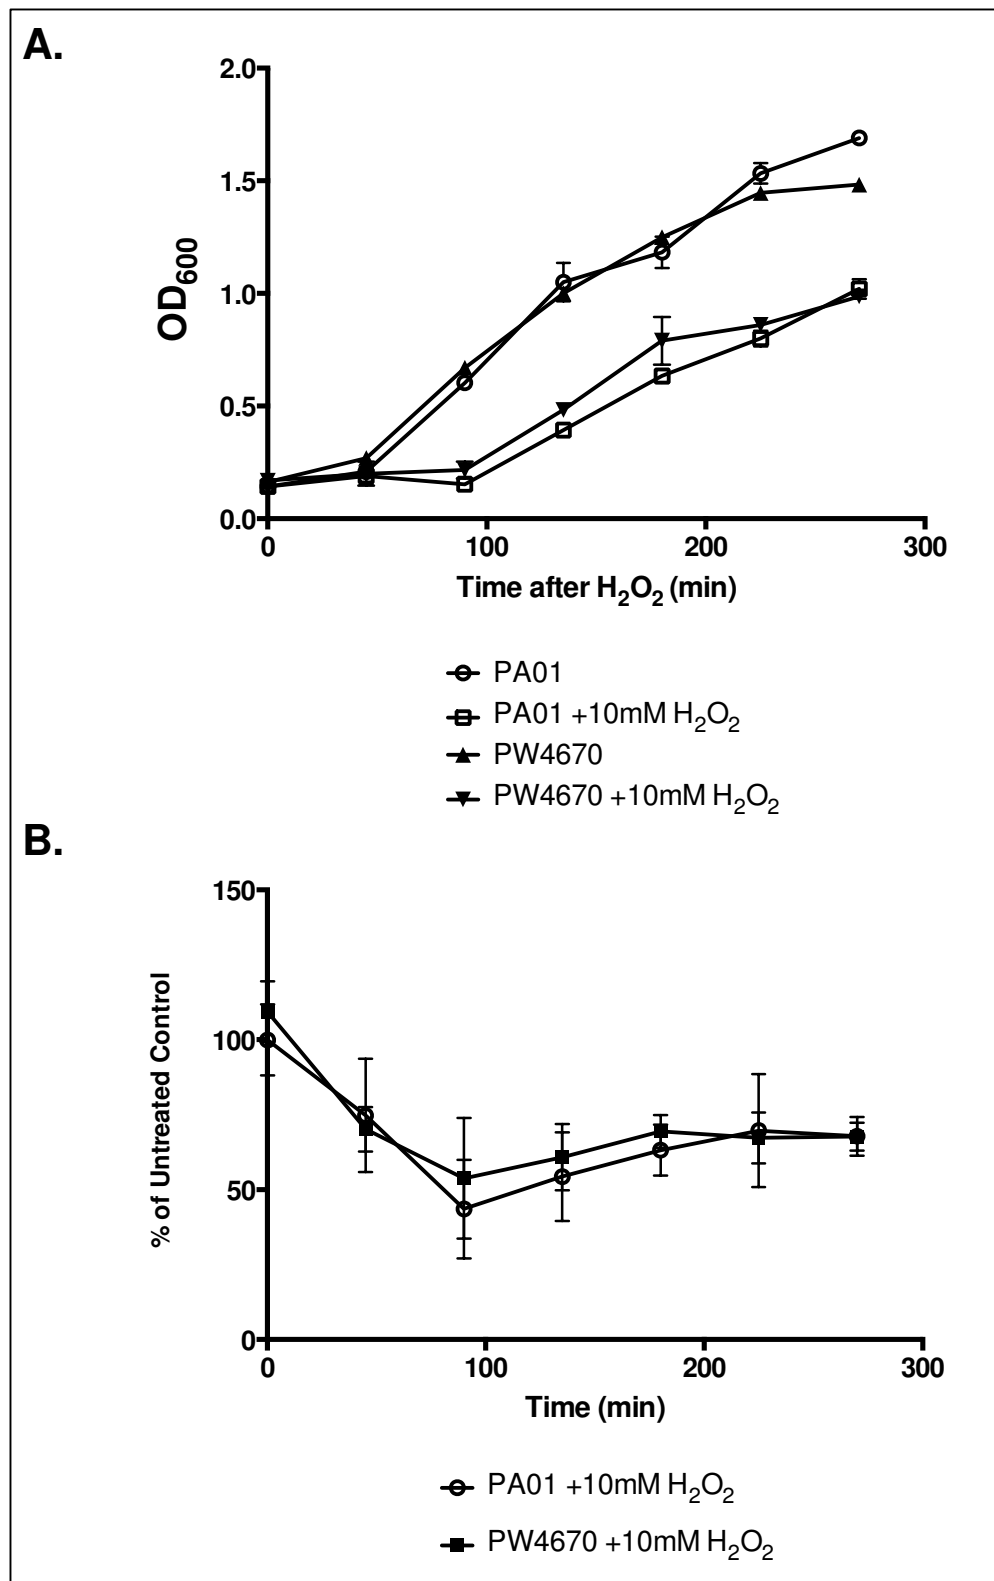 A.
2.0
1.5
1.0
0.5
0.0
OD600
0 100 200 300
Time after H2O2 (min)
PA01
PA01 +10mM H2O2
PW4670
PW4670 +10mM H2O2
B.
150
100
50
0
% of Untreated Control
0 100 200 300
Time (min)
PA01 +10mM H2O2
PW4670 +10mM H2O2